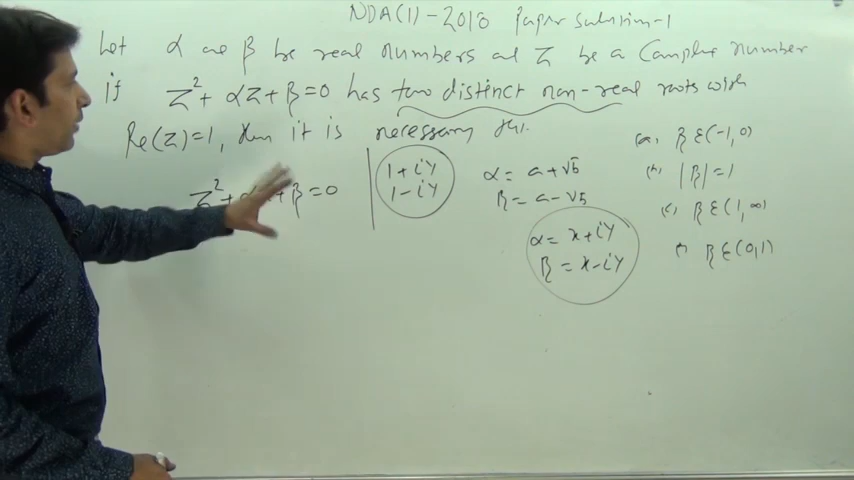 NDA(1)-2018 Paper Solution-1
Let α and β be real numbers and Z be a Complex number
if Z² + αZ + β = 0 has two distinct non-real roots with
Re(Z)=1, then it is necessary that
(a) β ε(-1, 0)
(b) |β| = 1
(c) β ε(1, ∞)
β ε(0,1)
Z² + + β = 0
1 + iy
1 - iy
α = a + √b
β = a - √b
α = x + iy
β = x - iy